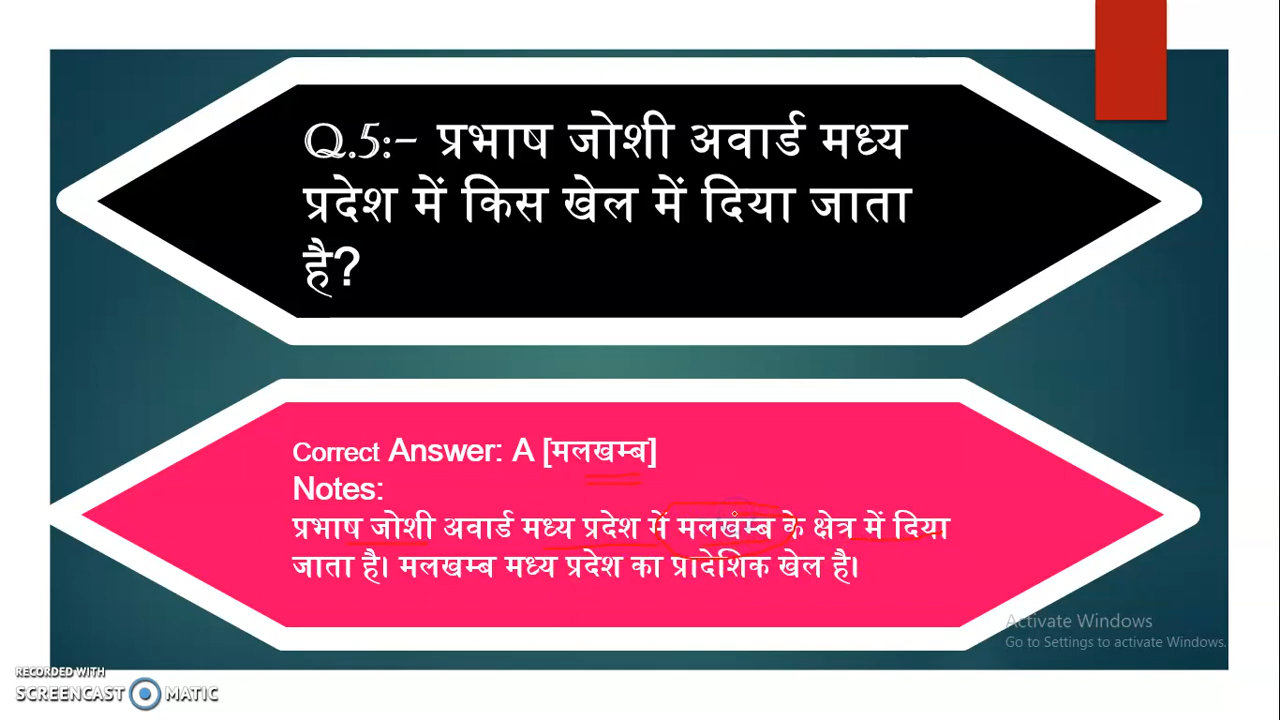 Q.5:- प्रभाष जोशी अवार्ड मध्य
प्रदेश में किस खेल में दिया जाता
है?
Correct Answer: A [मलखम्ब]
Notes:
प्रभाष जोशी अवार्ड मध्य प्रदेश में मलखंम्ब के क्षेत्र में दिया
जाता है। मलखम्ब मध्य प्रदेश का प्रादेशिक खेल है।
Activate Windows
Go to Settings to activate Windows.
RECORDED WITH
SCREENCAST MATIC